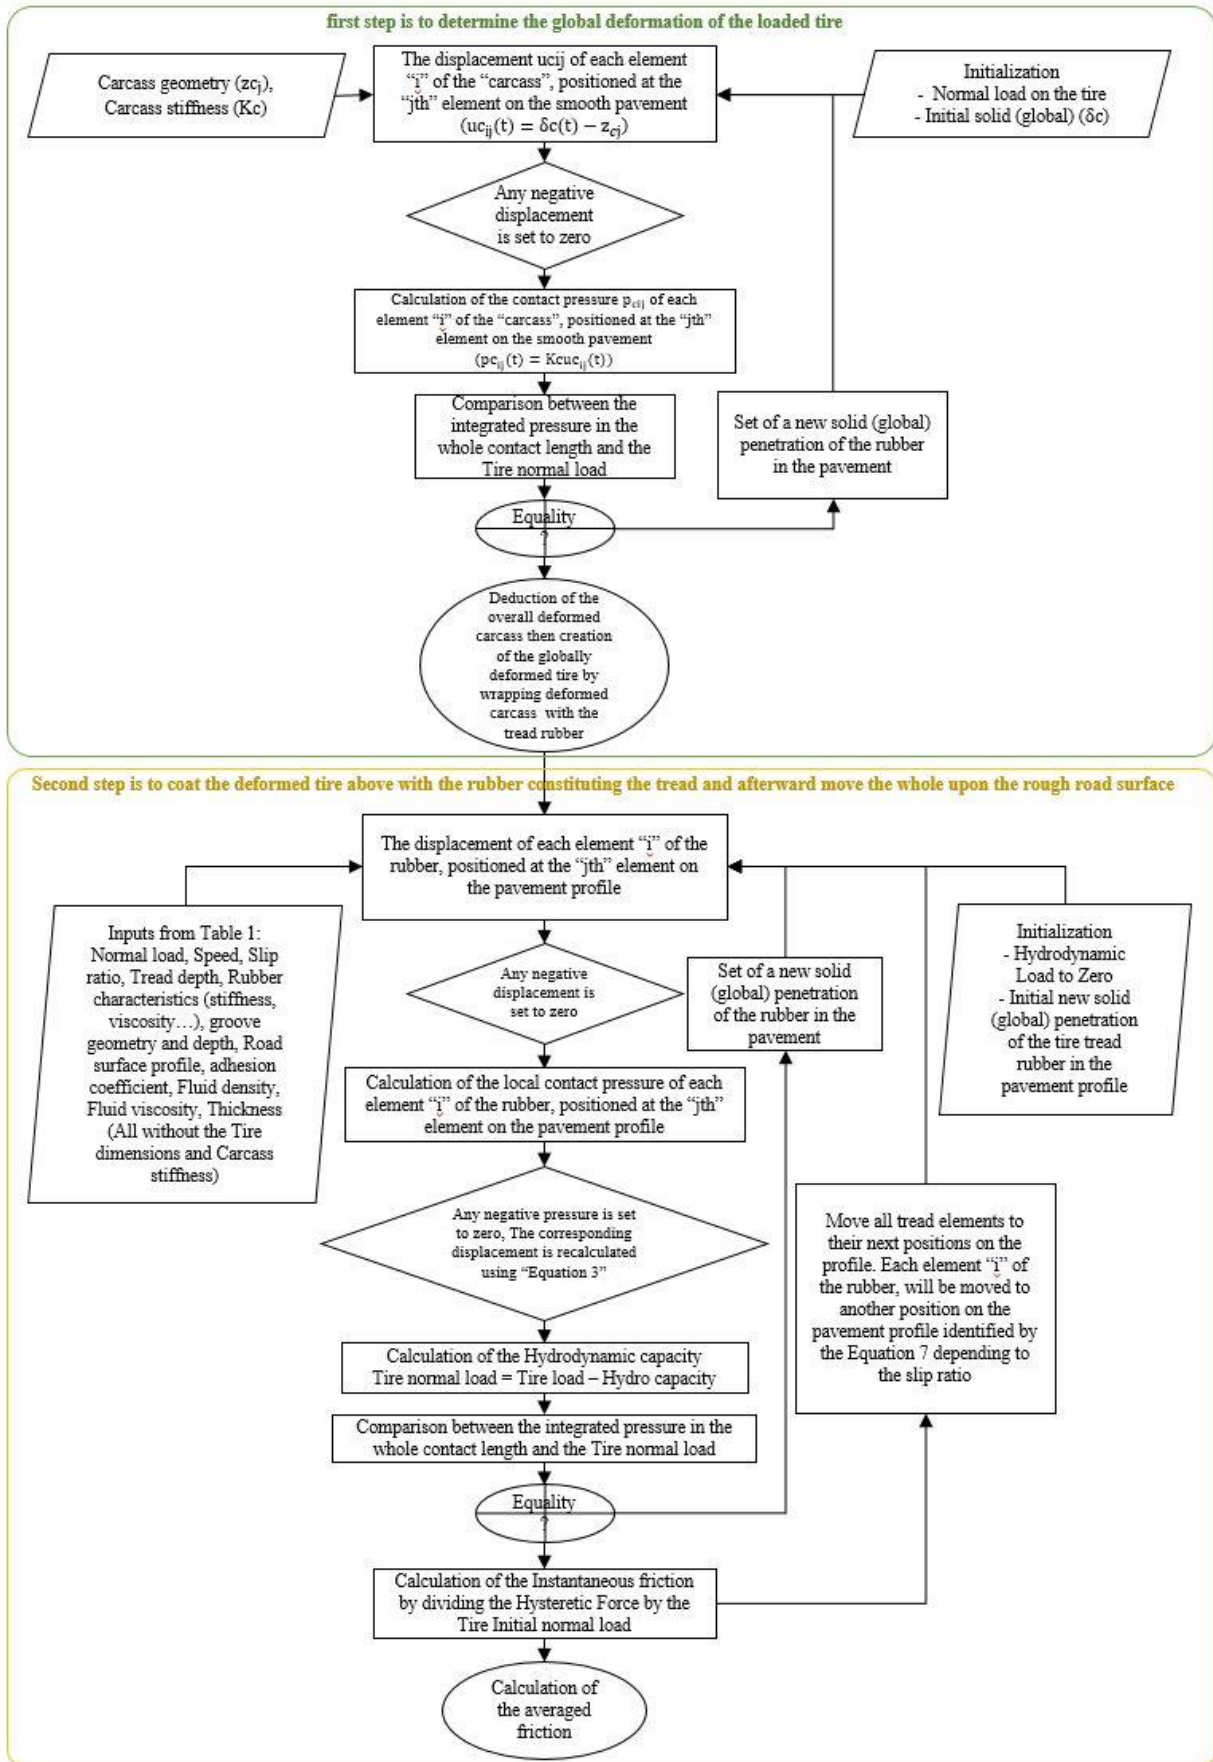 first step is to determine the global deformation of the loaded tire
Carcass geometry (zcⱼ),
Carcass stiffness (Kc)
The displacement ucij of each element
“i” of the “carcass”, positioned at the
“jth” element on the smooth pavement
(uc_ij(t) = δc(t) − z_cj)
Initialization
- Normal load on the tire
- Initial solid (global) (δc)
Any negative
displacement
is set to zero
Calculation of the contact pressure p_cij of each
element “i” of the “carcass”, positioned at the “jth”
element on the smooth pavement
(pc_ij(t) = Kcuc_ij(t))
Comparison between the
integrated pressure in the
whole contact length and the
Tire normal load
Set of a new solid (global)
penetration of the rubber
in the pavement
Equality
?
Deduction of the
overall deformed
carcass then creation
of the globally
deformed tire by
wrapping deformed
carcass with the
tread rubber
Second step is to coat the deformed tire above with the rubber constituting the tread and afterward move the whole upon the rough road surface
The displacement of each element “i” of the
rubber, positioned at the “jth” element on
the pavement profile
Inputs from Table 1:
Normal load, Speed, Slip
ratio, Tread depth, Rubber
characteristics (stiffness,
viscosity…), groove
geometry and depth, Road
surface profile, adhesion
coefficient, Fluid density,
Fluid viscosity, Thickness
(All without the Tire
dimensions and Carcass
stiffness)
Any negative
displacement is
set to zero
Set of a new solid
(global) penetration
of the rubber in the
pavement
Initialization
- Hydrodynamic
Load to Zero
- Initial new solid
(global) penetration
of the tire tread
rubber in the
pavement profile
Calculation of the local contact pressure of each
element “i” of the rubber, positioned at the “jth”
element on the pavement profile
Any negative pressure is set
to zero, The corresponding
displacement is recalculated
using “Equation 3”
Move all tread elements to
their next positions on the
profile. Each element “i” of
the rubber, will be moved to
another position on the
pavement profile identified by
the Equation 7 depending to
the slip ratio
Calculation of the Hydrodynamic capacity
Tire normal load = Tire load – Hydro capacity
Comparison between the integrated pressure in the
whole contact length and the Tire normal load
Equality
?
Calculation of the Instantaneous friction
by dividing the Hysteretic Force by the
Tire Initial normal load
Calculation of
the averaged
friction